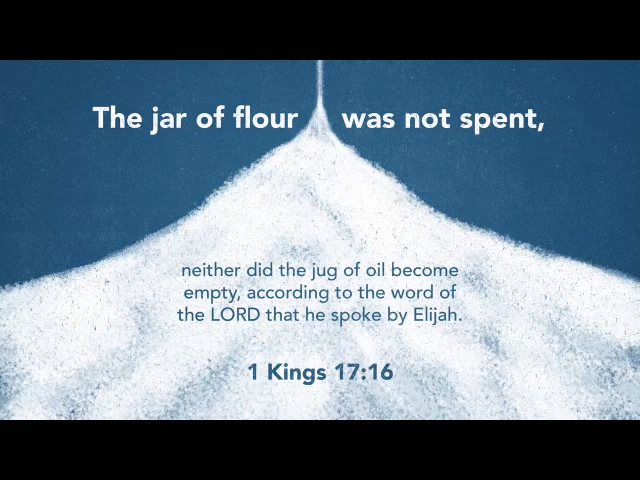 The jar of flour was not spent,
neither did the jug of oil become
empty, according to the word of
the LORD that he spoke by Elijah.
1 Kings 17:16